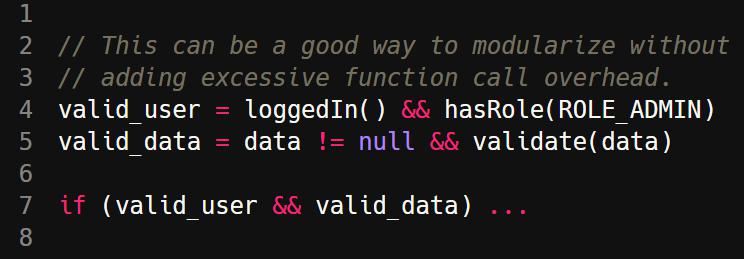 1
2 // This can be a good way to modularize without
3 // adding excessive function call overhead.
4 valid_user = loggedIn() && hasRole(ROLE_ADMIN)
5 valid_data = data != null && validate(data)
6
7 if (valid_user && valid_data) ...
8